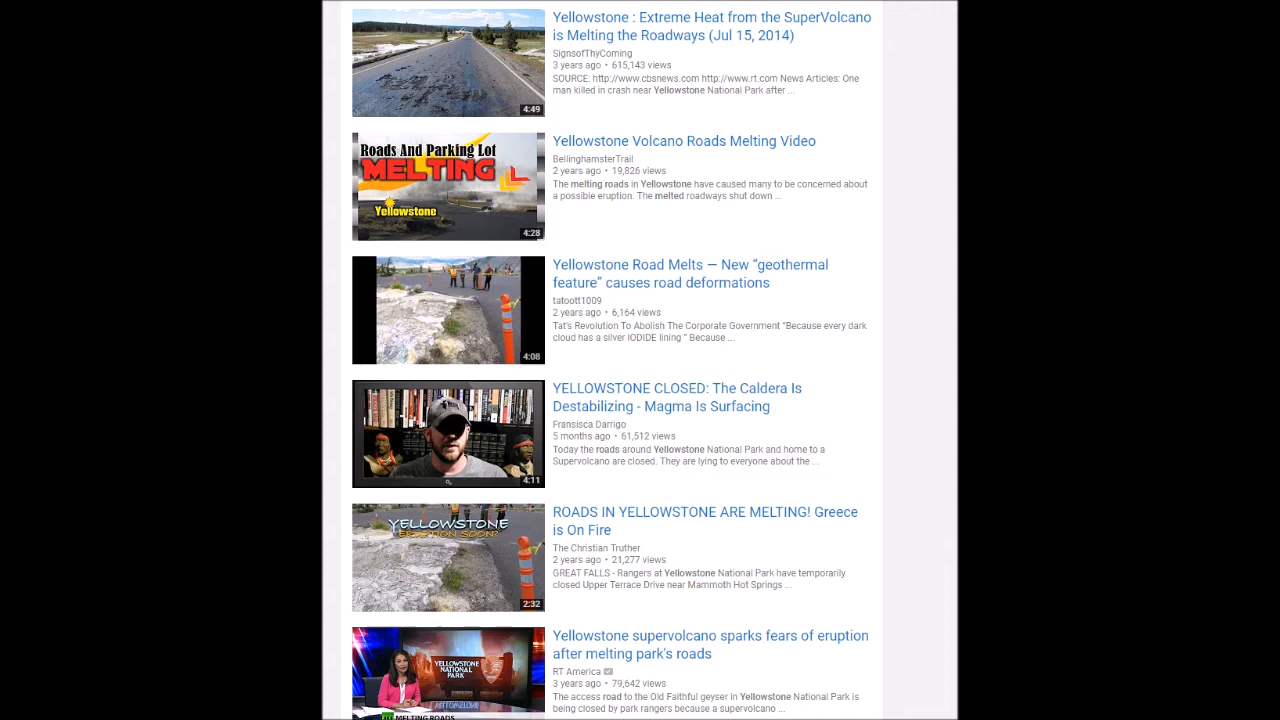 Yellowstone : Extreme Heat from the SuperVolcano
is Melting the Roadways (Jul 15, 2014)
SignsofThyComing
3 years ago • 615,143 views
SOURCE: http://www.cbsnews.com http://www.rt.com News Articles: One
man killed in crash near Yellowstone National Park after ...
4:49
Roads And Parking Lot
MELTING
Yellowstone
4:28
Yellowstone Volcano Roads Melting Video
BellinghamsterTrail
2 years ago • 19,826 views
The melting roads in Yellowstone have caused many to be concerned about
a possible eruption. The melted roadways shut down ...
Yellowstone Road Melts — New “geothermal
feature” causes road deformations
tatoott1009
2 years ago • 6,164 views
Tat's Revolution To Abolish The Corporate Government "Because every dark
cloud has a silver IODIDE lining " Because ...
4:08
YELLOWSTONE CLOSED: The Caldera Is
Destabilizing - Magma Is Surfacing
Fransisca Darrigo
5 months ago • 61,512 views
Today the roads around Yellowstone National Park and home to a
Supervolcano are closed. They are lying to everyone about the ...
4:11
YELLOWSTONE
ERUPTION SOON?
2:32
ROADS IN YELLOWSTONE ARE MELTING! Greece
is On Fire
The Christian Truther
2 years ago • 21,277 views
GREAT FALLS - Rangers at Yellowstone National Park have temporarily
closed Upper Terrace Drive near Mammoth Hot Springs ...
YELLOWSTONE
NATIONAL
PARK
MELTING ROADS
Yellowstone supervolcano sparks fears of eruption
after melting park's roads
RT America
3 years ago • 79,642 views
The access road to the Old Faithful geyser in Yellowstone National Park is
being closed by park rangers because a supervolcano ...